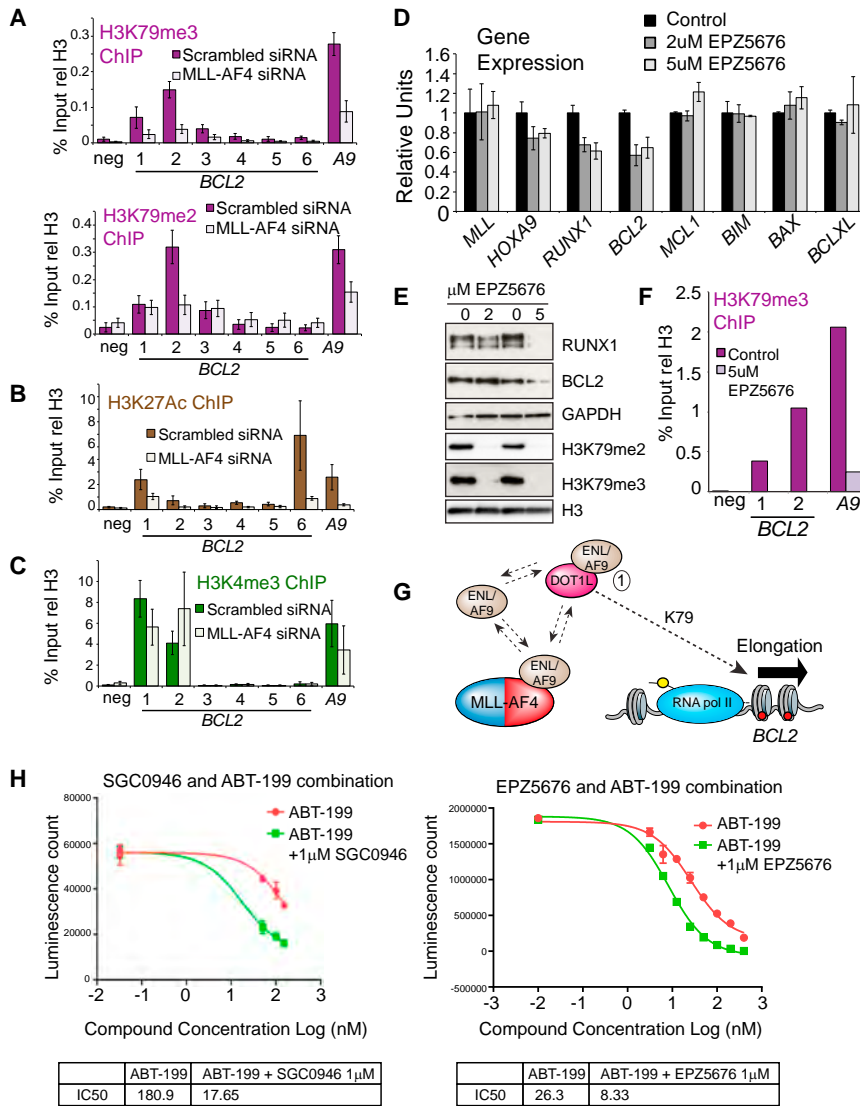 A
H3K79me3
ChIP
Scrambled siRNA
MLL-AF4 siRNA
% Input rel H3
0.3
0.2
0.1
0
neg 1 2 3 4 5 6 A9
BCL2
H3K79me2
ChIP
Scrambled siRNA
MLL-AF4 siRNA
% Input rel H3
0.4
0.3
0.2
0.1
0
neg 1 2 3 4 5 6 A9
BCL2
B
H3K27Ac ChIP
Scrambled siRNA
MLL-AF4 siRNA
% Input rel H3
10
8
6
4
2
0
neg 1 2 3 4 5 6 A9
BCL2
C
H3K4me3 ChIP
Scrambled siRNA
MLL-AF4 siRNA
% Input rel H3
10
8
6
4
2
0
neg 1 2 3 4 5 6 A9
BCL2
D
Gene
Expression
Control
2uM EPZ5676
5uM EPZ5676
Relative Units
1.4
1.2
1
0.8
0.6
0.4
0.2
0
MLL HOXA9 RUNX1 BCL2 MCL1 BIM BAX BCLXL
E
μM EPZ5676
0 2 0 5
RUNX1
BCL2
GAPDH
H3K79me2
H3K79me3
H3
F
H3K79me3
ChIP
Control
5uM
EPZ5676
% Input rel H3
2.5
2
1.5
1
0.5
0
neg 1 2 A9
BCL2
G
ENL/
AF9
DOT1L
1
ENL/
AF9
K79
Elongation
ENL/
AF9
MLL-AF4
RNA pol II
BCL2
H
SGC0946 and ABT-199 combination
ABT-199
ABT-199
+1μM SGC0946
Luminescence count
80000
60000
40000
20000
0
-2 -1 0 1 2 3
Compound Concentration Log (nM)
ABT-199 ABT-199 + SGC0946 1μM
IC50 180.9 17.65
EPZ5676 and ABT-199 combination
ABT-199
ABT-199
+1μM EPZ5676
Luminescence count
2000000
1500000
1000000
500000
0
-500000
-3 -2 -1 0 1 2 3
Compound Concentration Log (nM)
ABT-199 ABT-199 + EPZ5676 1μM
IC50 26.3 8.33